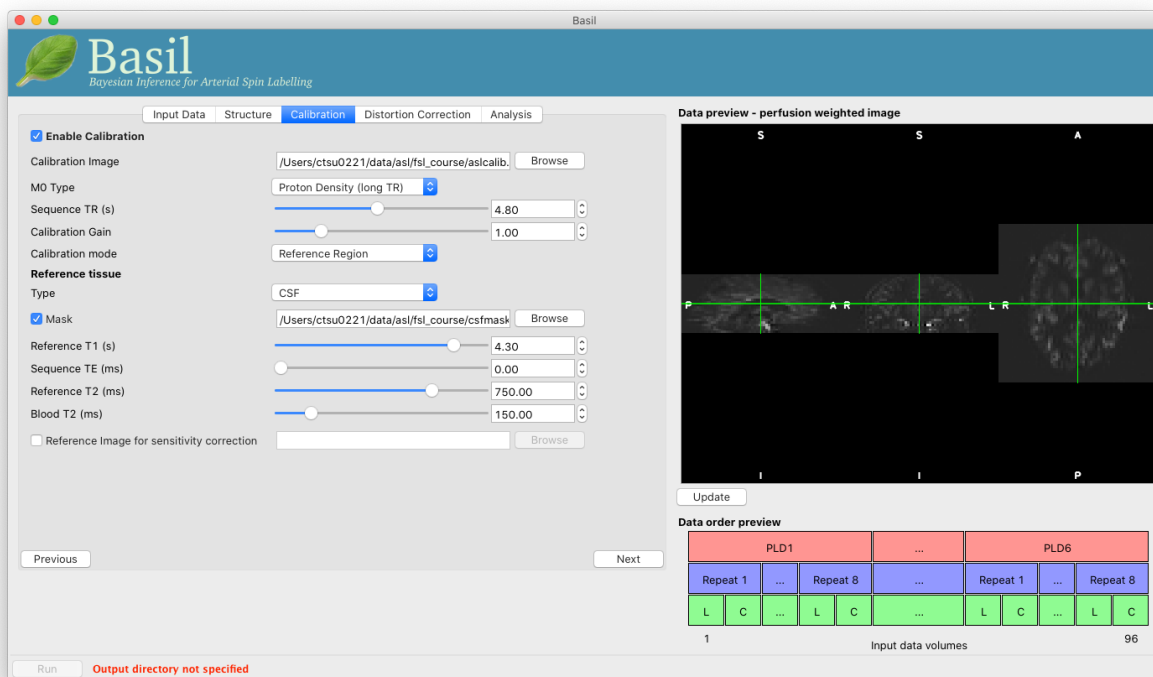 Basil
Basil
Bayesian Inference for Arterial Spin Labelling
Input Data Structure Calibration Distortion Correction Analysis
Enable Calibration
Calibration Image /Users/ctsu0221/data/asl/fsl_course/aslcalib. Browse
M0 Type Proton Density (long TR)
Sequence TR (s) 4.80
Calibration Gain 1.00
Calibration mode Reference Region
Reference tissue
Type CSF
Mask /Users/ctsu0221/data/asl/fsl_course/csfmask Browse
Reference T1 (s) 4.30
Sequence TE (ms) 0.00
Reference T2 (ms) 750.00
Blood T2 (ms) 150.00
Reference Image for sensitivity correction Browse
Previous Next
Data preview - perfusion weighted image
S S A
P A R L R L
I I P
Update
Data order preview
PLD1 ... PLD6
Repeat 1 ... Repeat 8 ... Repeat 1 ... Repeat 8
L C ... L C ... L C ... L C
1 96
Input data volumes
Run Output directory not specified